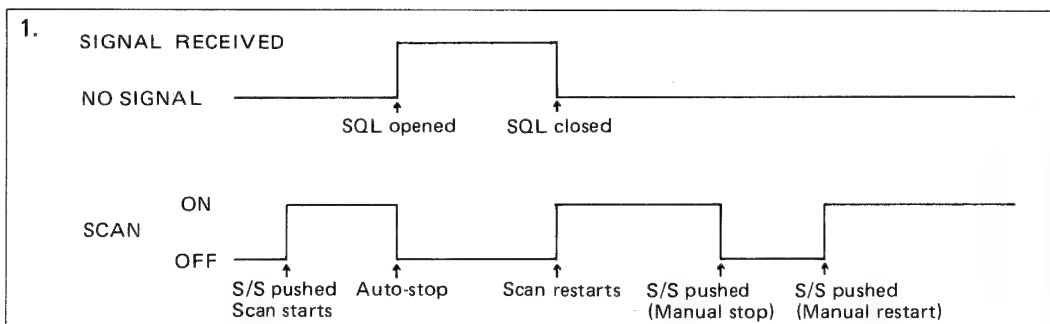 1.
SIGNAL RECEIVED
NO SIGNAL
SQL opened
SQL closed
ON
SCAN
OFF
S/S pushed
Scan starts
Auto-stop
Scan restarts
S/S pushed
(Manual stop)
S/S pushed
(Manual restart)